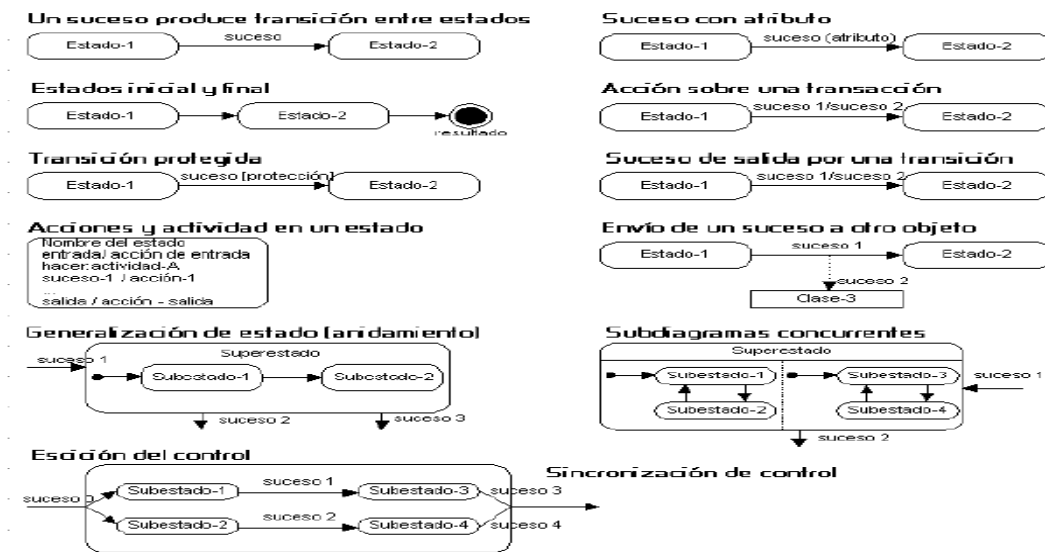 Un suceso produce transición entre estados
Estado-1 suceso Estado-2
Estados inicial y final
Estado-1 Estado-2 resultado
Transición protegida
Estado-1 suceso [protección] Estado-2
Acciones y actividad en un estado
Nombre del estado
entrada/ acción de entrada
hacer:actividad-A
suceso-1 / acción-1
...
salida / acción - salida
Generalización de estado (anidamiento)
suceso 1 Superestado
Subestado-1 Subestado-2
suceso 2 suceso 3
Suceso con atributo
Estado-1 suceso (atributo) Estado-2
Acción sobre una transacción
Estado-1 suceso 1/suceso 2 Estado-2
Suceso de salida por una transición
Estado-1 suceso 1/suceso 2 Estado-2
Envío de un suceso a otro objeto
Estado-1 suceso 1 Estado-2
suceso 2
Clase-3
Subdiagramas concurrentes
Superestado
Subestado-1 Subestado-3 suceso 1
Subestado-2 Subestado-4
suceso 2
Escición del control
Sincronización de control
suceso Subestado-1 suceso 1 Subestado-3 suceso 3
Subestado-2 suceso 2 Subestado-4 suceso 4